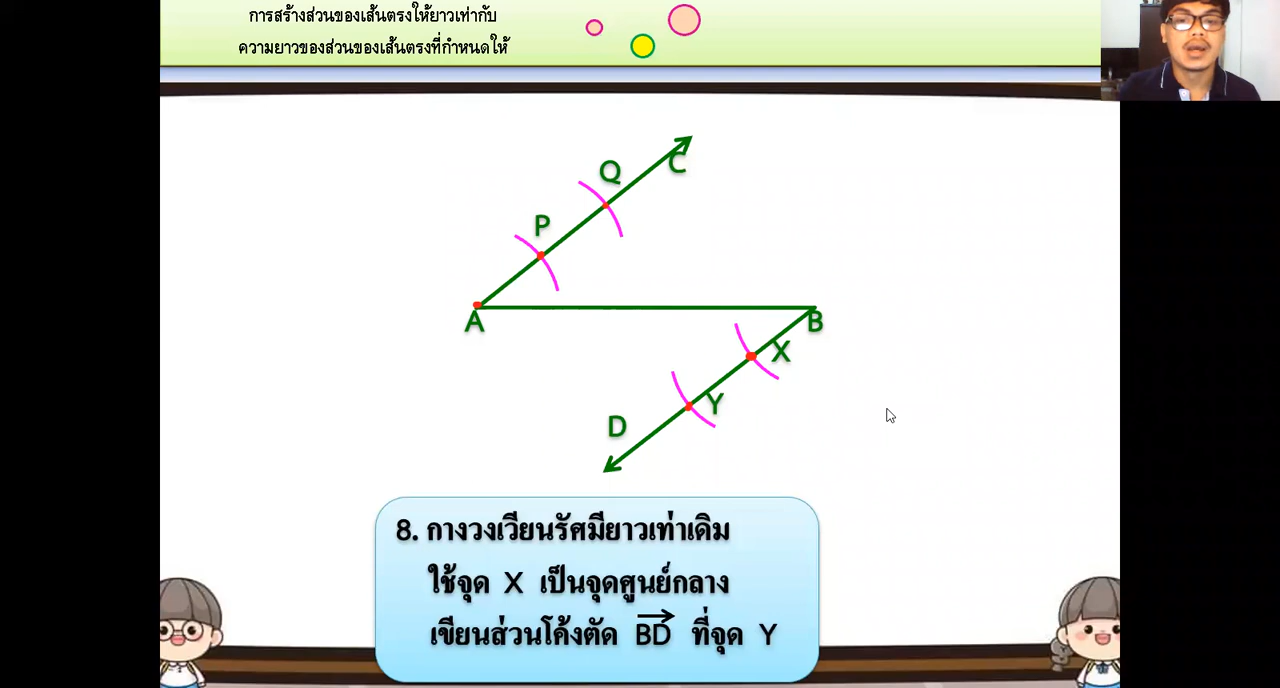 การสร้างส่วนของเส้นตรงให้ยาวเท่ากับ
ความยาวของส่วนของเส้นตรงที่กำหนดให้
C
Q
P
A
B
X
Y
D
8. กางวงเวียนรัศมียาวเท่าเดิม
ใช้จุด X เป็นจุดศูนย์กลาง
เขียนส่วนโค้งตัด BD ที่จุด Y